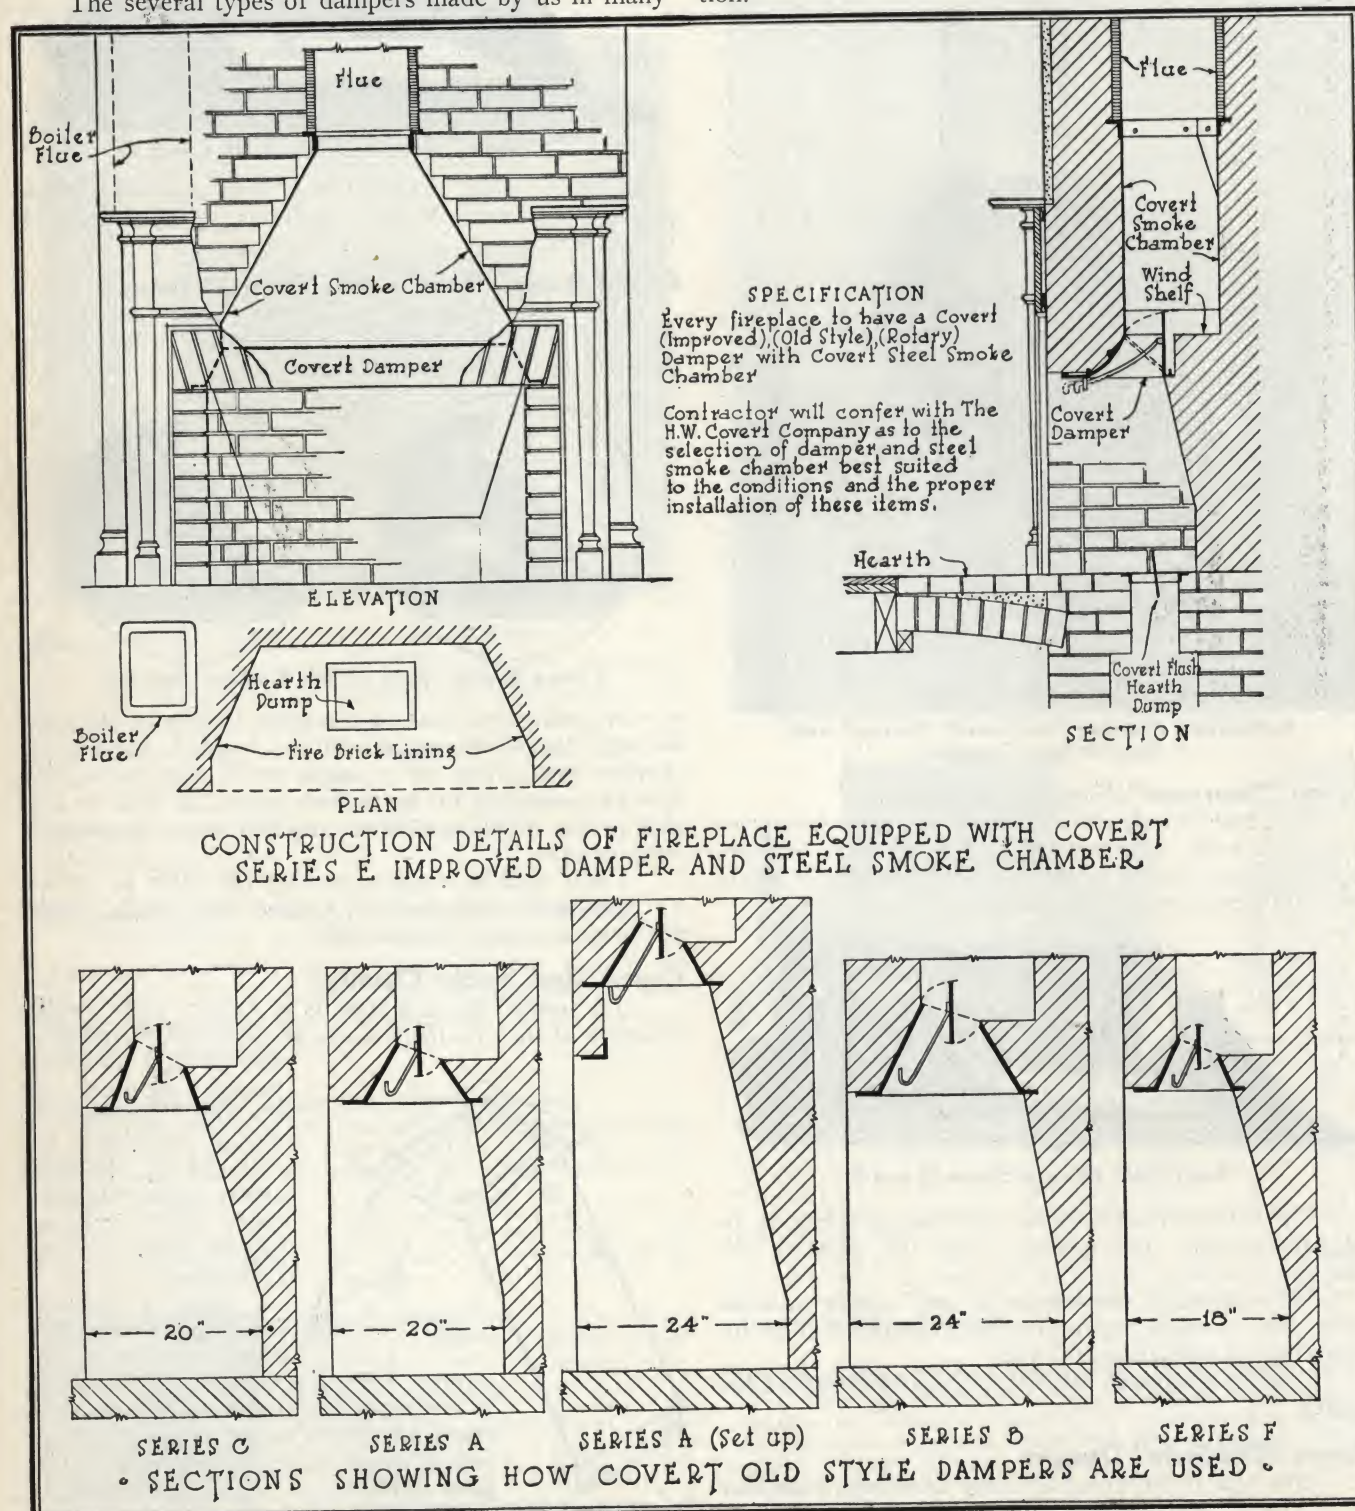 The several types of dampers made by us in many
tion.
Flue
Boiler
Flue
Covert Smoke Chamber
Covert Damper
ELEVATION
SPECIFICATION
Every fireplace to have a Covert
(Improved),(Old Style),(Rotary)
Damper with Covert Steel Smoke
Chamber
Contractor will confer with The
H.W. Covert Company as to the
selection of damper and steel
smoke chamber best suited
to the conditions and the proper
installation of these items.
Flue
Covert
Smoke
Chamber
Wind
Shelf
Covert
Damper
Hearth
Covert Flush
Hearth
Dump
SECTION
Boiler
Flue
Hearth
Dump
Fire Brick Lining
PLAN
CONSTRUCTION DETAILS OF FIREPLACE EQUIPPED WITH COVERT
SERIES E IMPROVED DAMPER AND STEEL SMOKE CHAMBER
20"
20"
24"
24"
18"
SERIES C
SERIES A
SERIES A (Set up)
SERIES B
SERIES F
• SECTIONS SHOWING HOW COVERT OLD STYLE DAMPERS ARE USED •